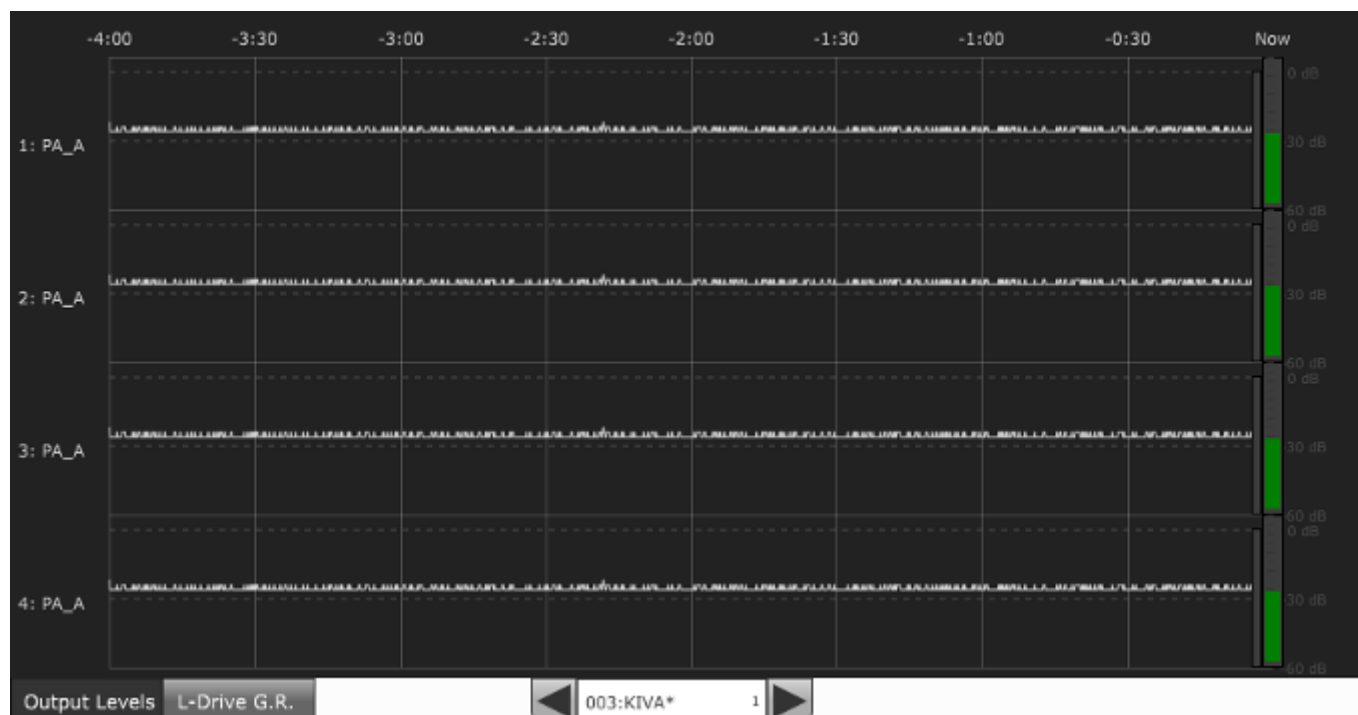 -4:00 -3:30 -3:00 -2:30 -2:00 -1:30 -1:00 -0:30 Now
0 dB
1: PA_A
-30 dB
-60 dB
0 dB
2: PA_A
-30 dB
-60 dB
0 dB
3: PA_A
-30 dB
-60 dB
0 dB
4: PA_A
-30 dB
-60 dB
Output Levels L-Drive G.R. 003:KIVA* 1